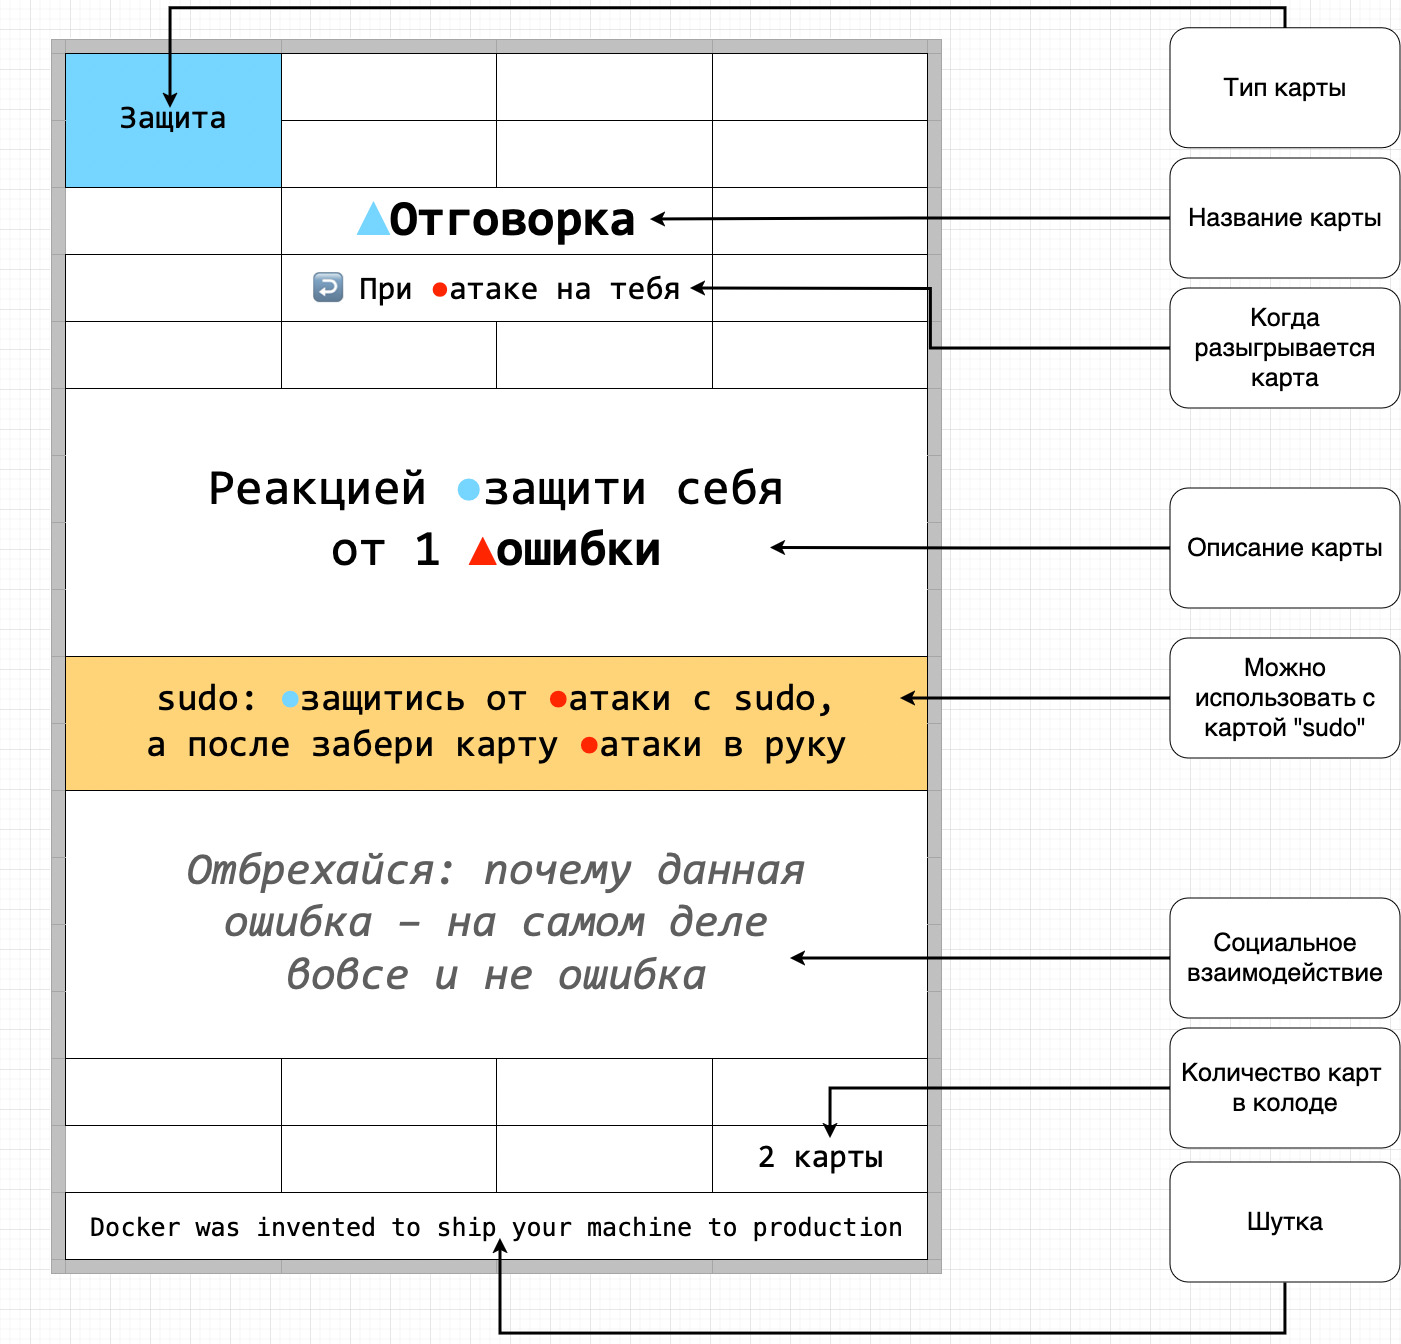 Защита
Отговорка
При атаке на тебя
Реакцией защити себя
от 1 ошибки
sudo: защитись от атаки с sudo,
а после забери карту атаки в руку
Отбрехайся: почему данная
ошибка – на самом деле
вовсе и не ошибка
2 карты
Docker was invented to ship your machine to production
Тип карты
Название карты
Когда
разыгрывается
карта
Описание карты
Можно
использовать с
картой "sudo"
Социальное
взаимодействие
Количество карт
в колоде
Шутка